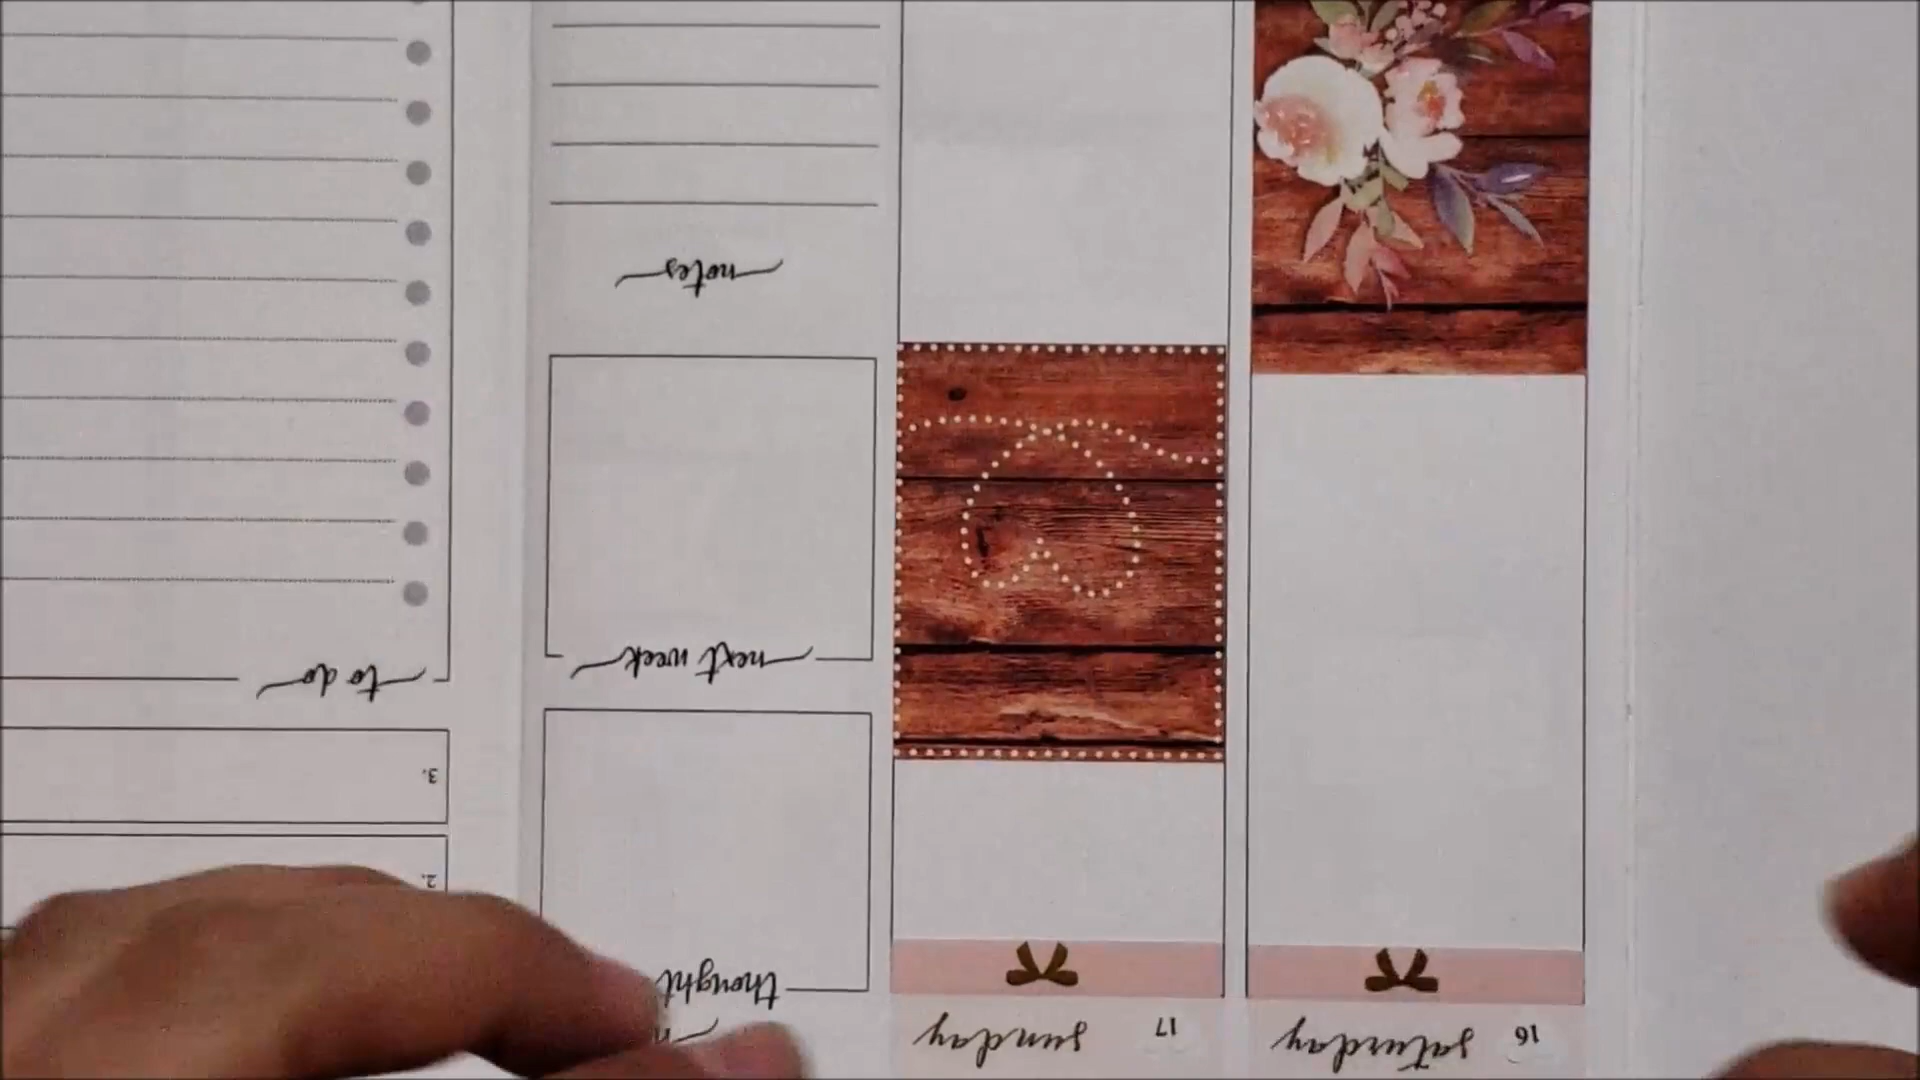 saturday 16
sunday 17
thought
next week
notes
2.
3.
to do